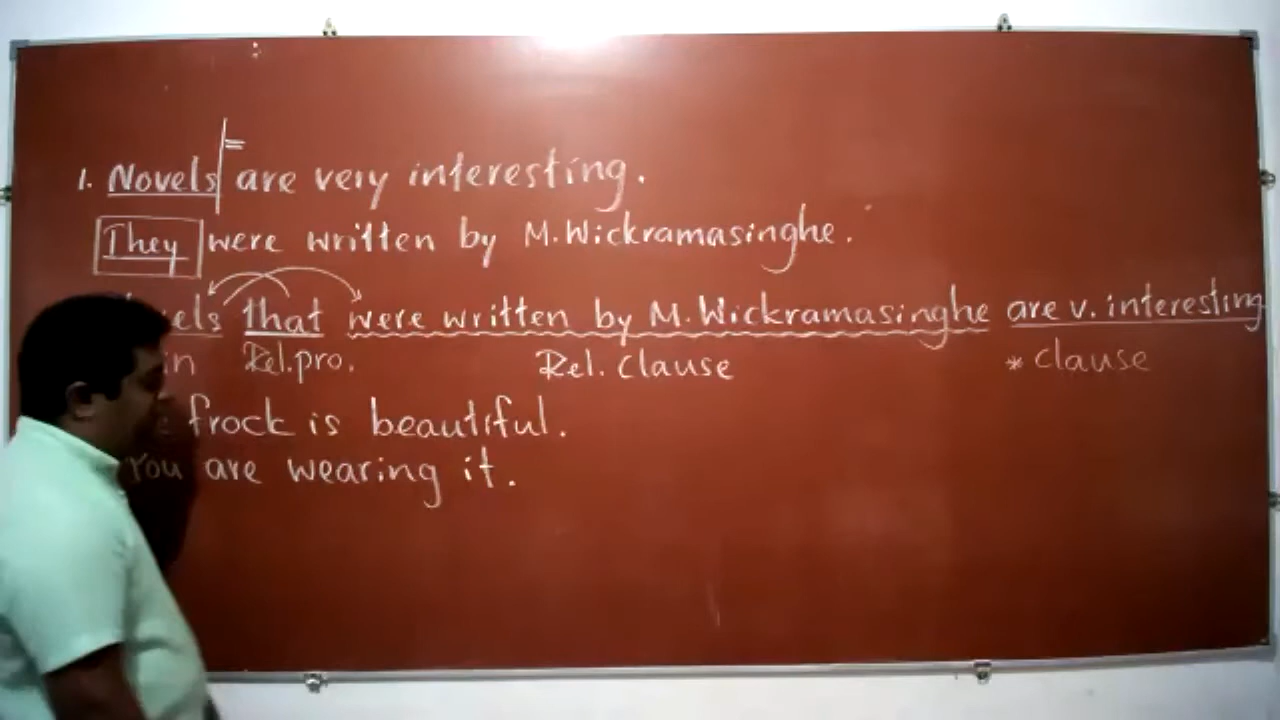 1. Novels are very interesting.
They were written by M.Wickramasinghe.
that were written by M.Wickramasinghe are v. interesting
Rel.pro. Rel. Clause * clause
frock is beautiful.
You are wearing it.